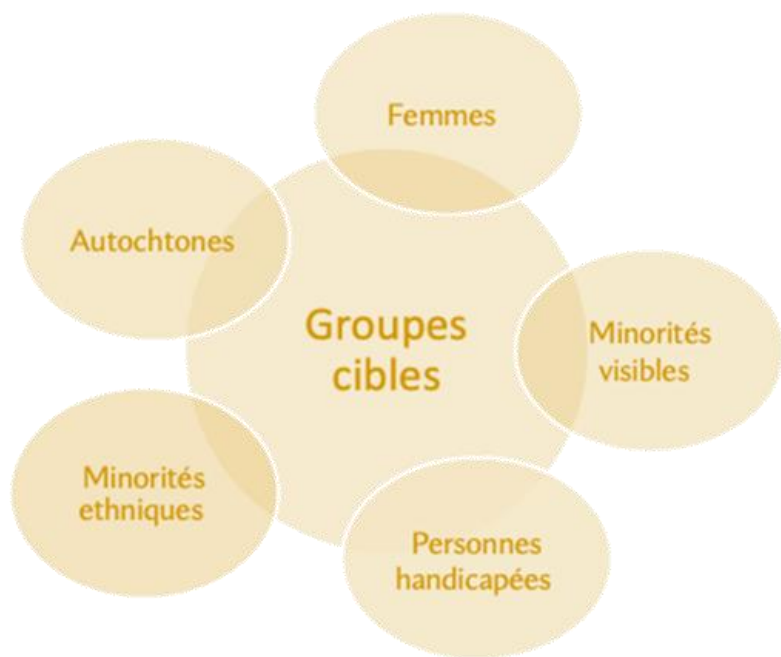 Femmes
Autochtones
Groupes
cibles
Minorités
visibles
Minorités
ethniques
Personnes
handicapées